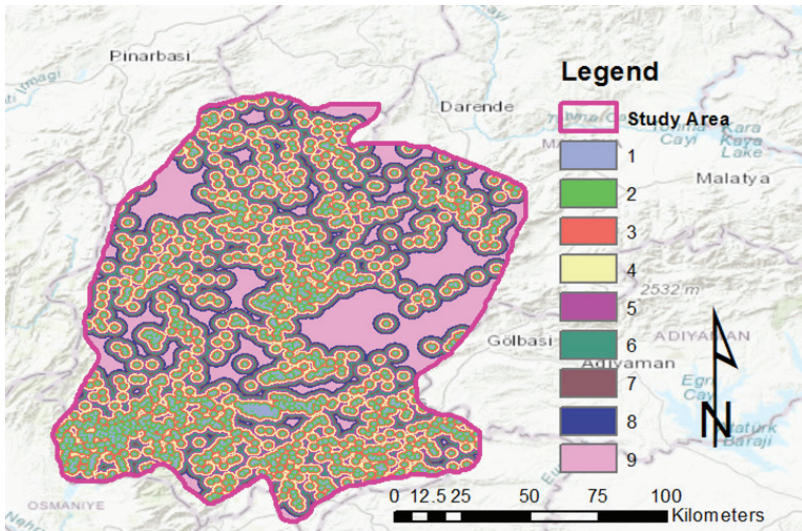 Pinarbasi
Darende
Malatya
Gölbasi
ADIYAMAN
Adiyaman
2532 m
OSMANIYE
Kara
Kaya
Lake
Legend
Study Area
1
2
3
4
5
6
7
8
9
N
0 12.5 25 50 75 100
Kilometers